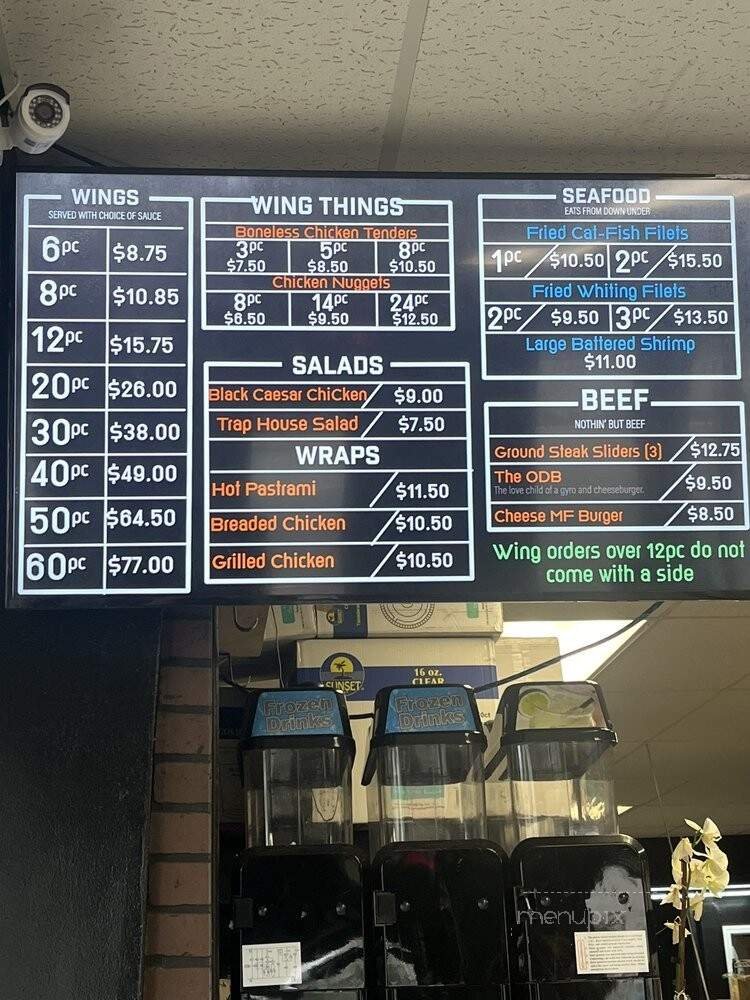 WINGS
SERVED WITH CHOICE OF SAUCE
6pc $8.75
8pc $10.85
12pc $15.75
20pc $26.00
30pc $38.00
40pc $49.00
50pc $64.50
60pc $77.00
WING THINGS
Boneless Chicken Tenders
3pc 5pc 8pc
$7.50 $8.50 $10.50
Chicken Nuggets
8pc 14pc 24pc
$6.50 $9.50 $12.50
SALADS
Black Caesar Chicken $9.00
Trap House Salad $7.50
WRAPS
Hot Pastrami $11.50
Breaded Chicken $10.50
Grilled Chicken $10.50
SEAFOOD
EATS FROM DOWN UNDER
Fried Cat-Fish Filets
1pc $10.50 2pc $15.50
Fried Whiting Filets
2pc $9.50 3pc $13.50
Large Battered Shrimp
$11.00
BEEF
NOTHIN' BUT BEEF
Ground Steak Sliders (3) $12.75
The ODB
The love child of a gyro and cheeseburger. $9.50
Cheese MF Burger $8.50
Wing orders over 12pc do not
come with a side
SUNSET
16 oz.
CLEAR
Frozen
Drinks
Frozen
Drinks
menupix